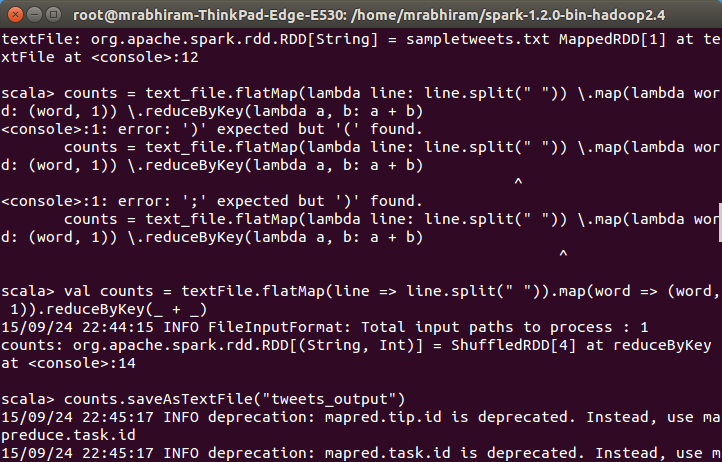 root@mrabhiram-ThinkPad-Edge-E530: /home/mrabhiram/spark-1.2.0-bin-hadoop2.4
textFile: org.apache.spark.rdd.RDD[String] = sampletweets.txt MappedRDD[1] at te
xtFile at <console>:12
scala> counts = text_file.flatMap(lambda line: line.split(" ")) \.map(lambda wor
d: (word, 1)) \.reduceByKey(lambda a, b: a + b)
<console>:1: error: ')' expected but '(' found.
       counts = text_file.flatMap(lambda line: line.split(" ")) \.map(lambda wor
d: (word, 1)) \.reduceByKey(lambda a, b: a + b)
                                                         ^
<console>:1: error: ';' expected but ')' found.
       counts = text_file.flatMap(lambda line: line.split(" ")) \.map(lambda wor
d: (word, 1)) \.reduceByKey(lambda a, b: a + b)
                                                              ^
scala> val counts = textFile.flatMap(line => line.split(" ")).map(word => (word,
 1)).reduceByKey(_ + _)
15/09/24 22:44:15 INFO FileInputFormat: Total input paths to process : 1
counts: org.apache.spark.rdd.RDD[(String, Int)] = ShuffledRDD[4] at reduceByKey
at <console>:14
scala> counts.saveAsTextFile("tweets_output")
15/09/24 22:45:17 INFO deprecation: mapred.tip.id is deprecated. Instead, use ma
preduce.task.id
15/09/24 22:45:17 INFO deprecation: mapred.task.id is deprecated. Instead, use m